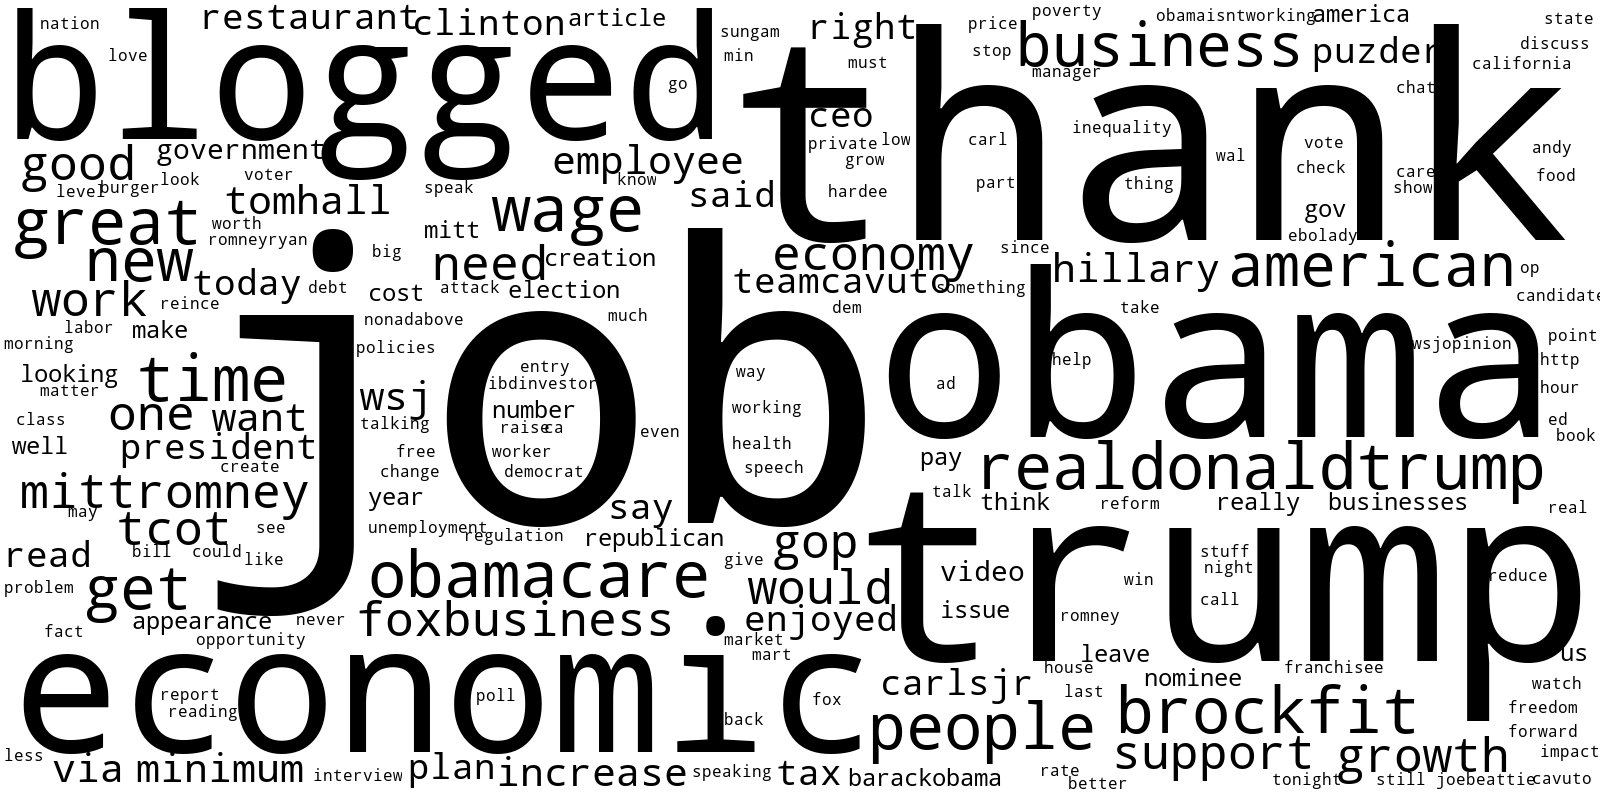 nation
restaurant
clinton
article
sungam
right
price
poverty
obamaisntworking
america
state
blogged
love
min
must
stop
business
puzder
discuss
california
go
thank
manager
chat
ceo
private
low
carl
inequality
vote
andy
good
government
employee
grow
wal
check
care
food
level
burger
look
voter
speak
know
said
hardee
part
thing
show
great
tomhall
wage
gov
worth
romneyryan
mitt
ebolady
new
big
need
creation
economy
since
hillary
american
op
work
today
debt
cost
attack
election
teamcavuto
something
candidate
reince
nonadabove
much
dem
take
labor
make
job
obama
morning
policies
wsjopinion
point
looking
time
entry
ibdinvestor
way
help
http
matter
wsj
number
working
ad
hour
class
one
want
talking
raise
ca
even
ed
book
well
president
free
worker
health
pay
create
change
democrat
speech
realdonaldtrump
mittromney
year
talk
think
reform
really
businesses
real
may
tcot
see
say
unemployment
regulation
republican
gop
trump
read
bill
could
like
give
video
stuff
night
win
reduce
problem
get
obamacare
would
issue
call
appearance
never
foxbusiness
enjoyed
romney
fact
opportunity
market
mart
leave
us
economic
house
franchisee
report
reading
poll
fox
carlsjr
last
nominee
watch
back
people
brockfit
freedom
forward
less
via
minimum
interview
plan
increase
speaking
tax
barackobama
rate
better
support
growth
impact
tonight
still
joebeattie
cavuto